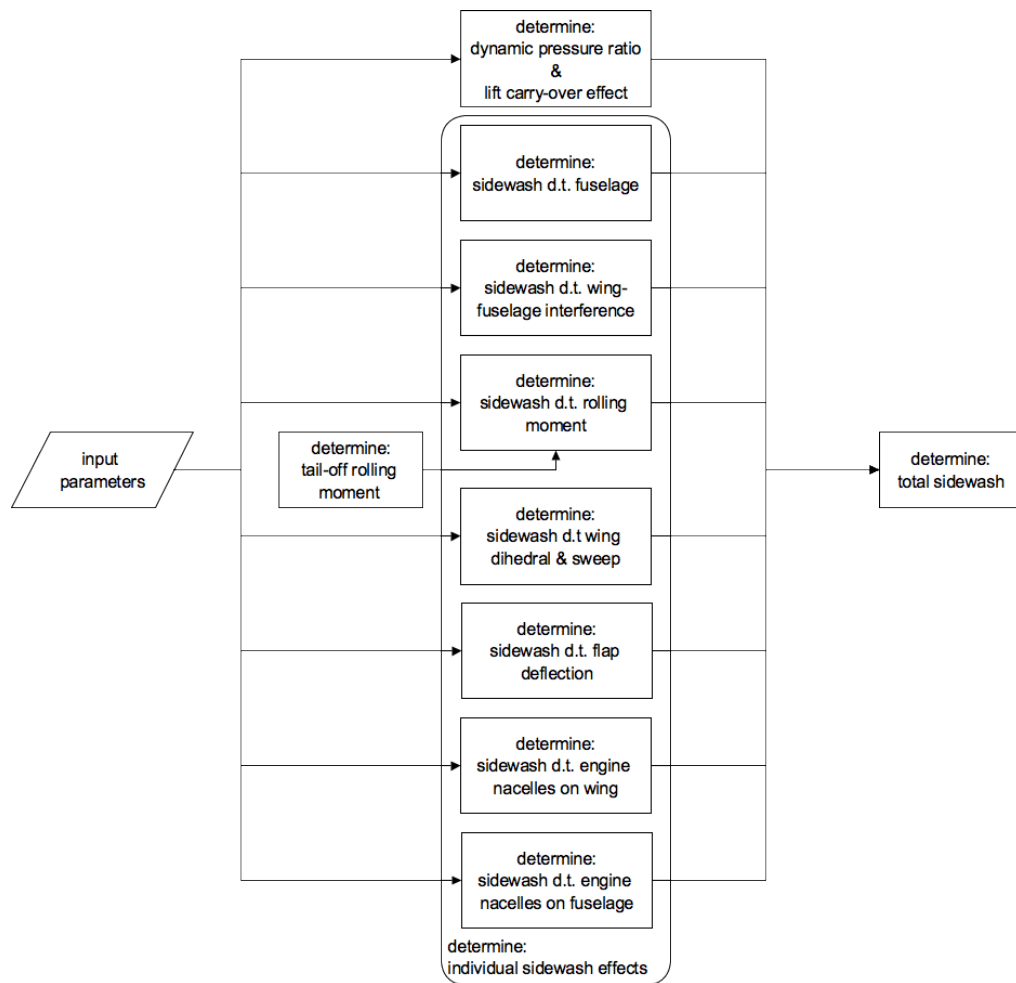 determine:
dynamic pressure ratio
&
lift carry-over effect
determine:
sidewash d.t. fuselage
determine:
sidewash d.t. wing-
fuselage interference
determine:
sidewash d.t. rolling
moment
input
parameters
determine:
tail-off rolling
moment
determine:
total sidewash
determine:
sidewash d.t wing
dihedral & sweep
determine:
sidewash d.t. flap
deflection
determine:
sidewash d.t. engine
nacelles on wing
determine:
sidewash d.t. engine
nacelles on fuselage
determine:
individual sidewash effects